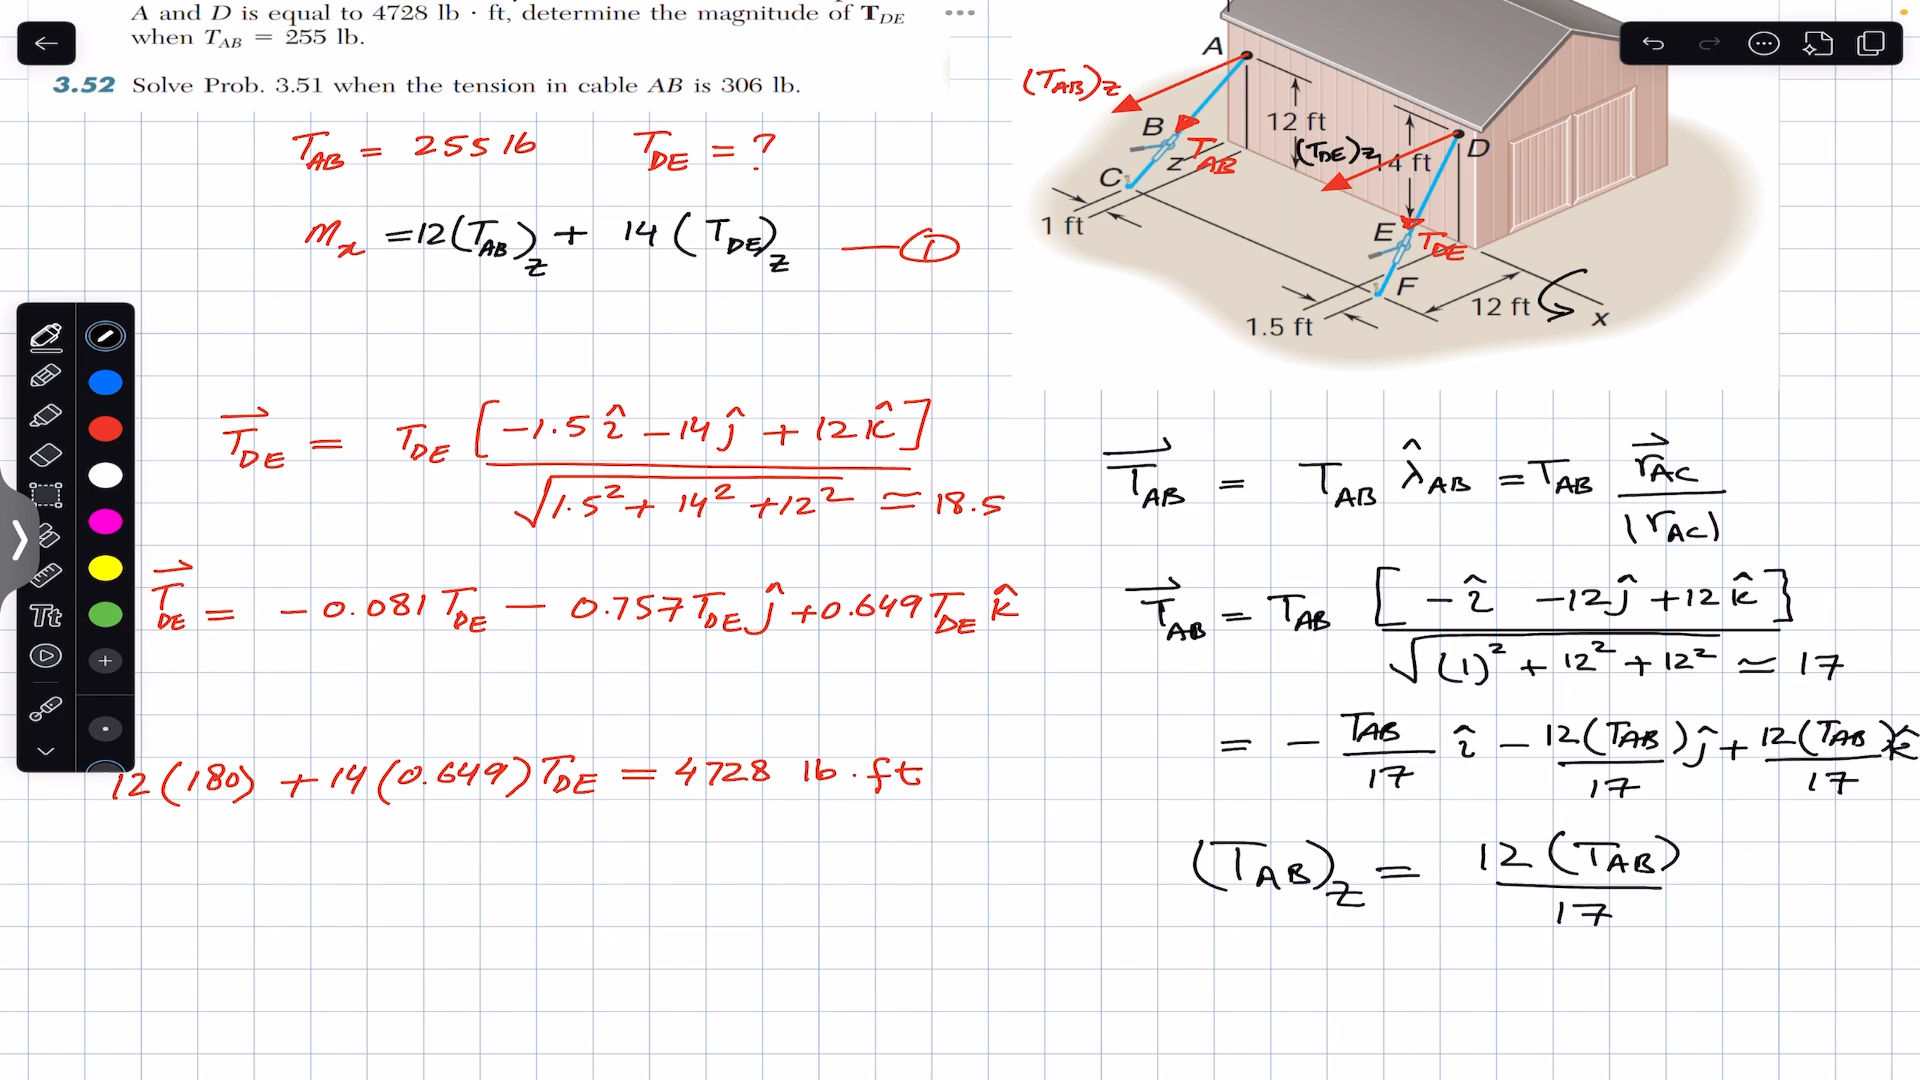 A and D is equal to 4728 lb · ft, determine the magnitude of T_DE
when T_AB = 255 lb.
3.52 Solve Prob. 3.51 when the tension in cable AB is 306 lb.
T_AB = 255 lb T_DE = ?
M_x = 12(T_AB)_z + 14(T_DE)_z — ①
A
(T_AB)_z
B
12 ft
(T_DE)_z
14 ft
D
z
T_AB
C
1 ft
E
T_DE
F
12 ft
x
1.5 ft
T_DE = T_DE [-1.5 î - 14 ĵ + 12 k̂]
√1.5² + 14² + 12² ≃ 18.5
T_DE = - 0.081 T_DE - 0.757 T_DE ĵ + 0.649 T_DE k̂
12(180) + 14(0.649) T_DE = 4728 lb.ft
T_AB = T_AB λ̂_AB = T_AB r_AC
|r_AC|
T_AB = T_AB [- î - 12 ĵ + 12 k̂]
√(1)² + 12² + 12² ≃ 17
= - T_AB/17 î - 12(T_AB)/17 ĵ + 12(T_AB)/17 k̂
(T_AB)_z = 12(T_AB)
17
Tt